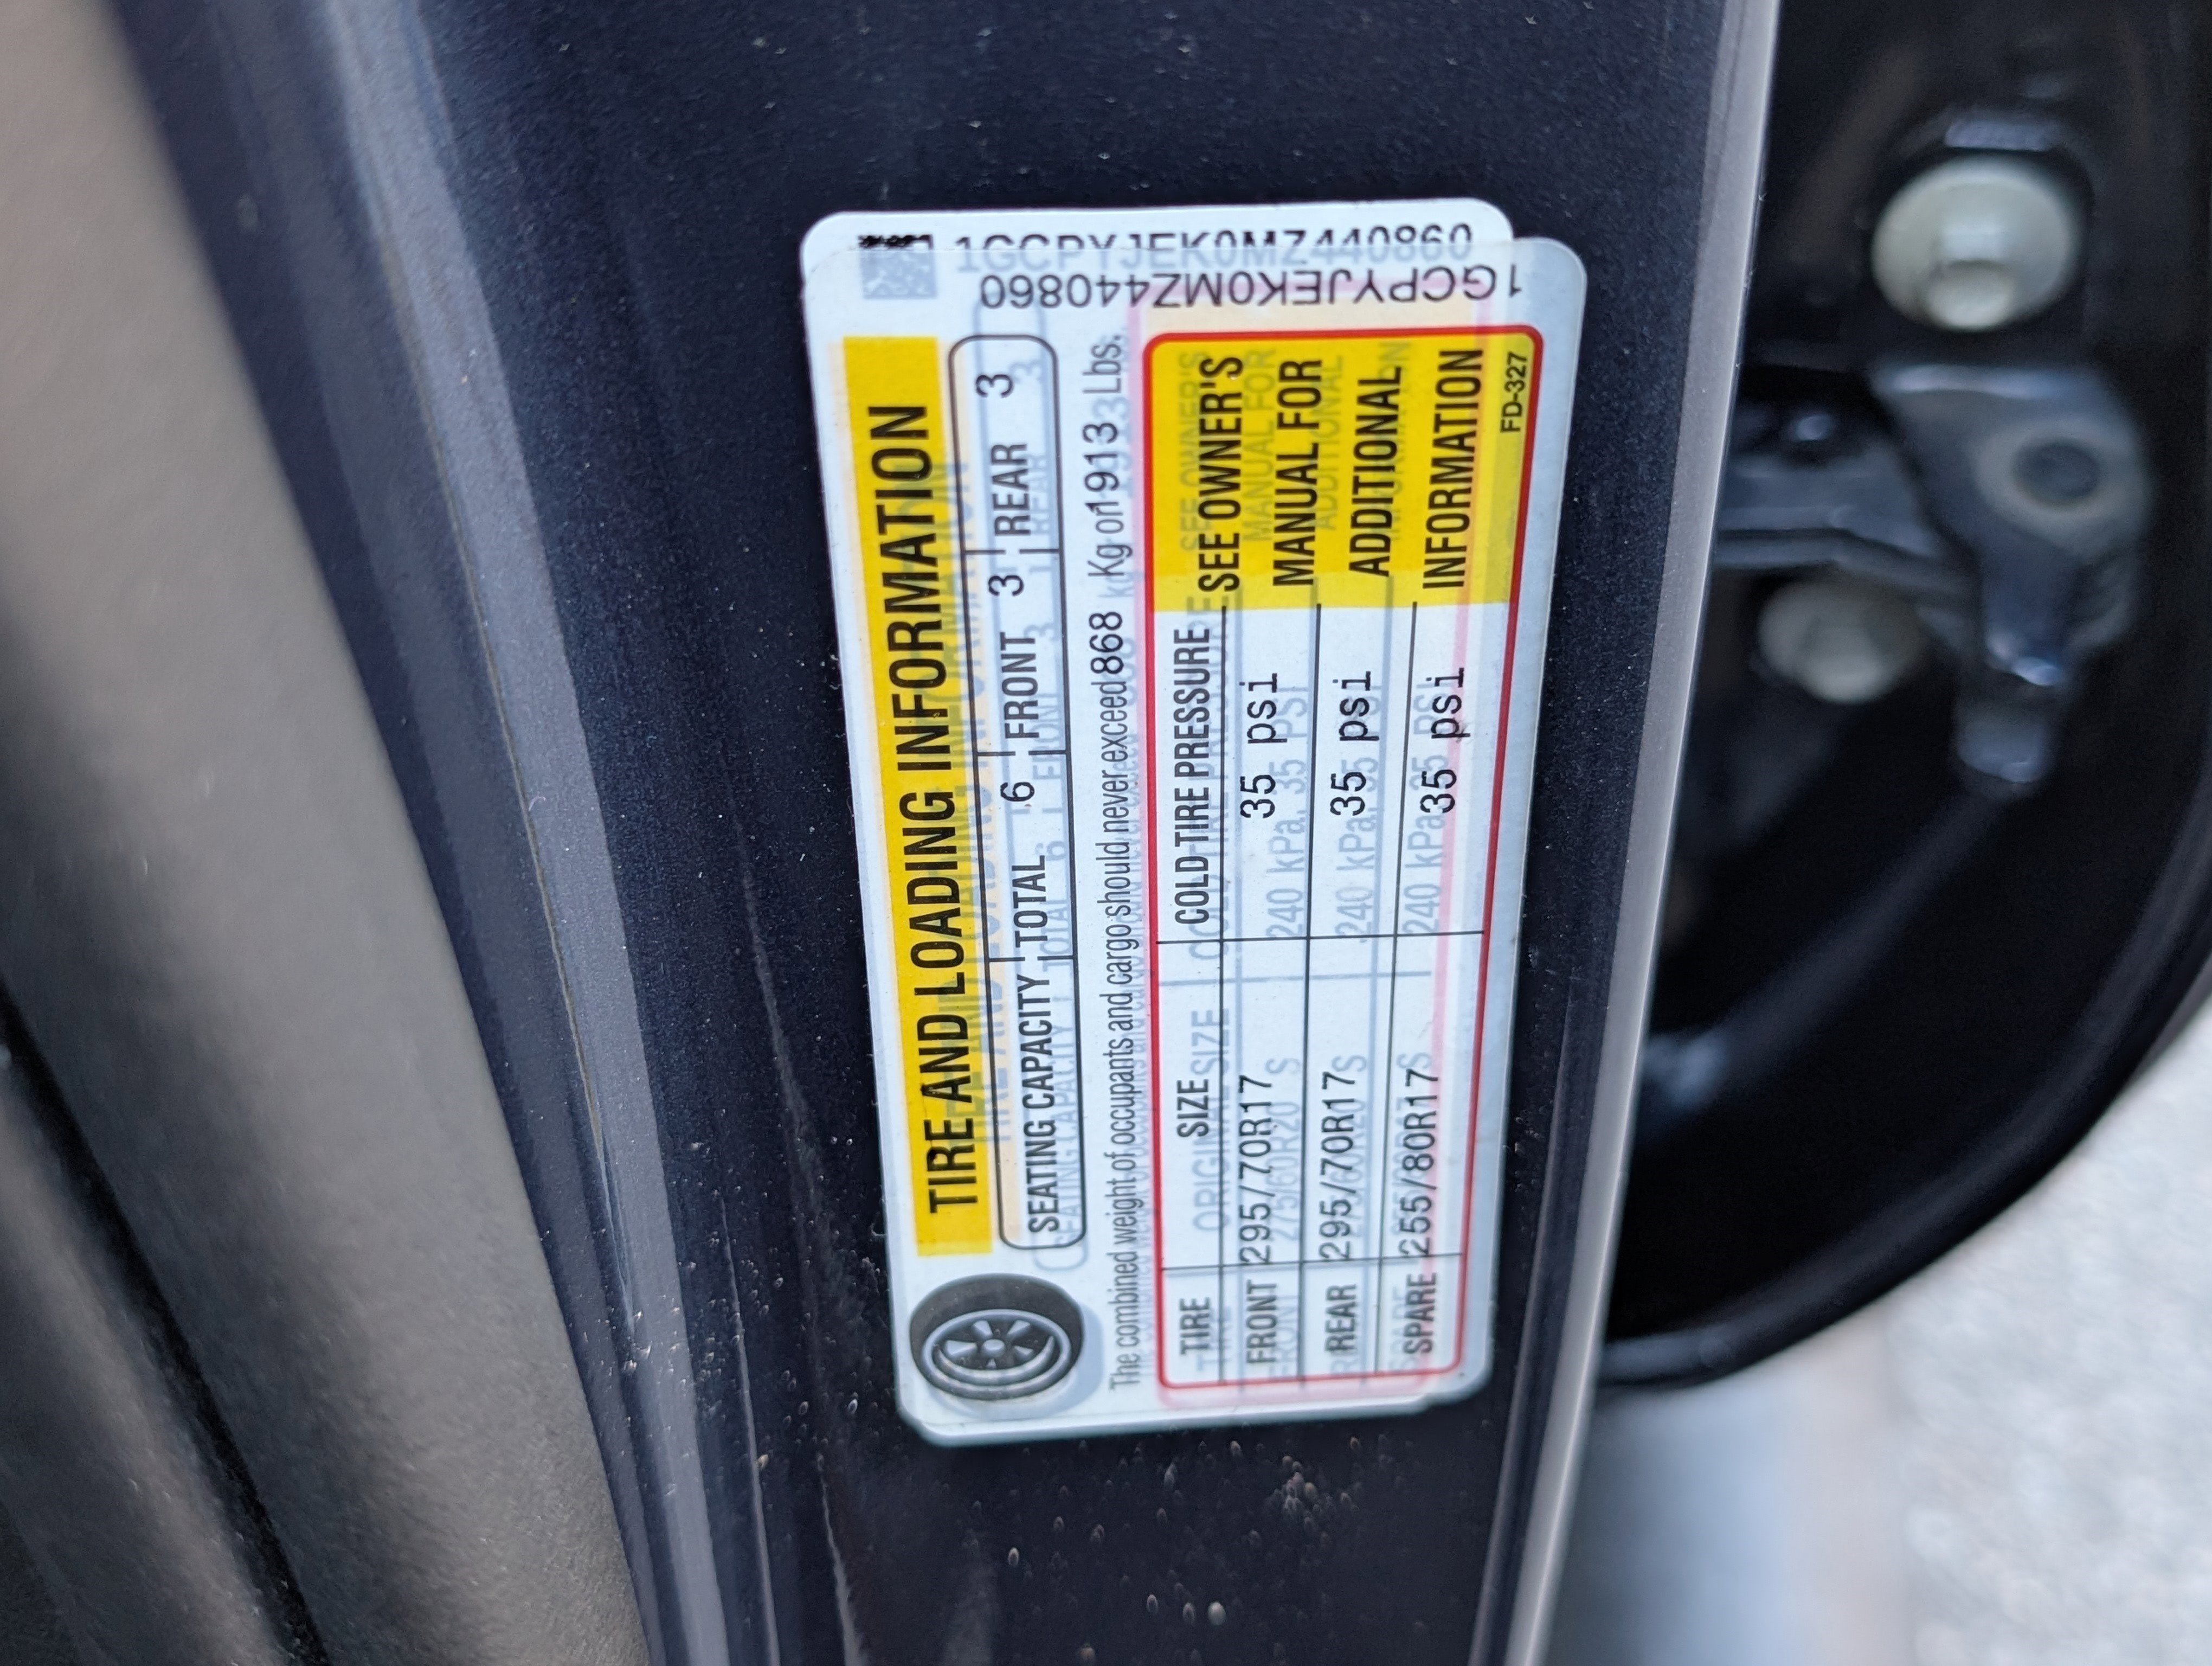 1GCPYJEK0MZ440860
1GCPYJEK0MZ440860
TIRE AND LOADING INFORMATION
SEATING CAPACITY TOTAL 6 FRONT 3 REAR 3
The combined weight of occupants and cargo should never exceed 868 Kg or 1913 Lbs.
TIRE SIZE COLD TIRE PRESSURE
FRONT 295/70R17 35 psi
REAR 295/70R17 35 psi
SPARE 255/80R17 35 psi
SEE OWNER'S
MANUAL FOR
ADDITIONAL
INFORMATION
FD-327